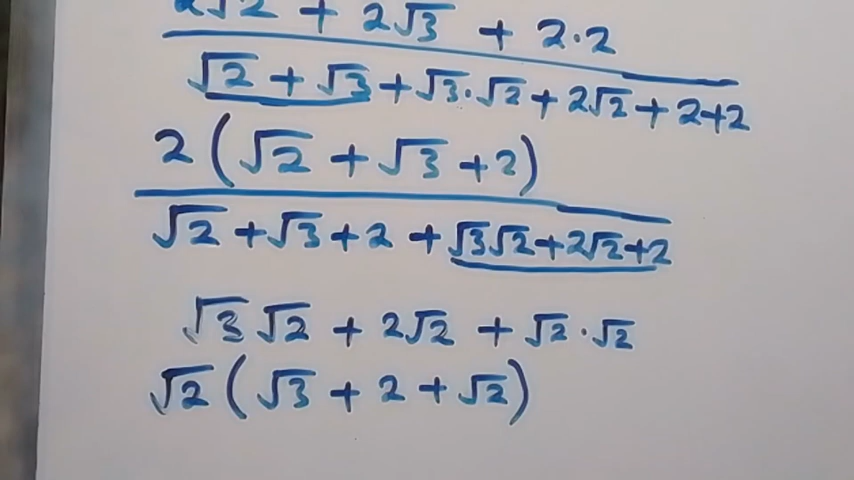 2√2 + 2√3 + 2·2
√2 + √3 + √3·√2 + 2√2 + 2+2
2(√2 + √3 + 2)
√2 + √3 + 2 + √3√2 + 2√2 + 2
√3 √2 + 2√2 + √2 · √2
√2 (√3 + 2 + √2)